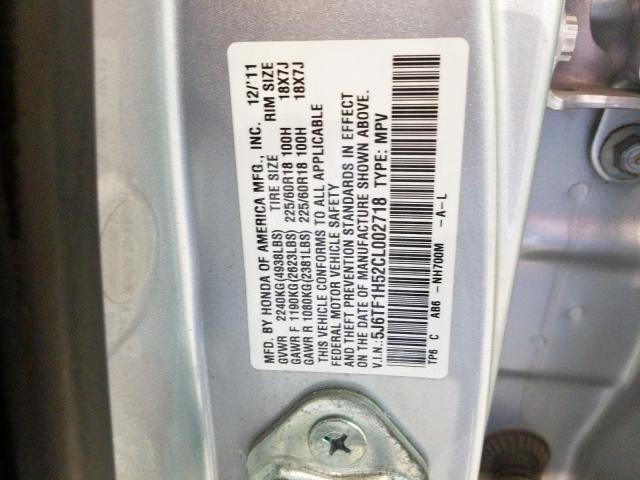 MFD. BY HONDA OF AMERICA MFG., INC. 12/'11
TIRE SIZE RIM SIZE
GVWR 2240KG(4938LBS)
GAWR F 1190KG(2623LBS) 225/60R18 100H 18X7J
GAWR R 1080KG(2381LBS) 225/60R18 100H 18X7J
THIS VEHICLE CONFORMS TO ALL APPLICABLE
FEDERAL MOTOR VEHICLE SAFETY
AND THEFT PREVENTION STANDARDS IN EFFECT
ON THE DATE OF MANUFACTURE SHOWN ABOVE.
V.I.N.: 5J6TF1H52CL002718 TYPE: MPV
TP6 C AB6 -NH700M -A-L